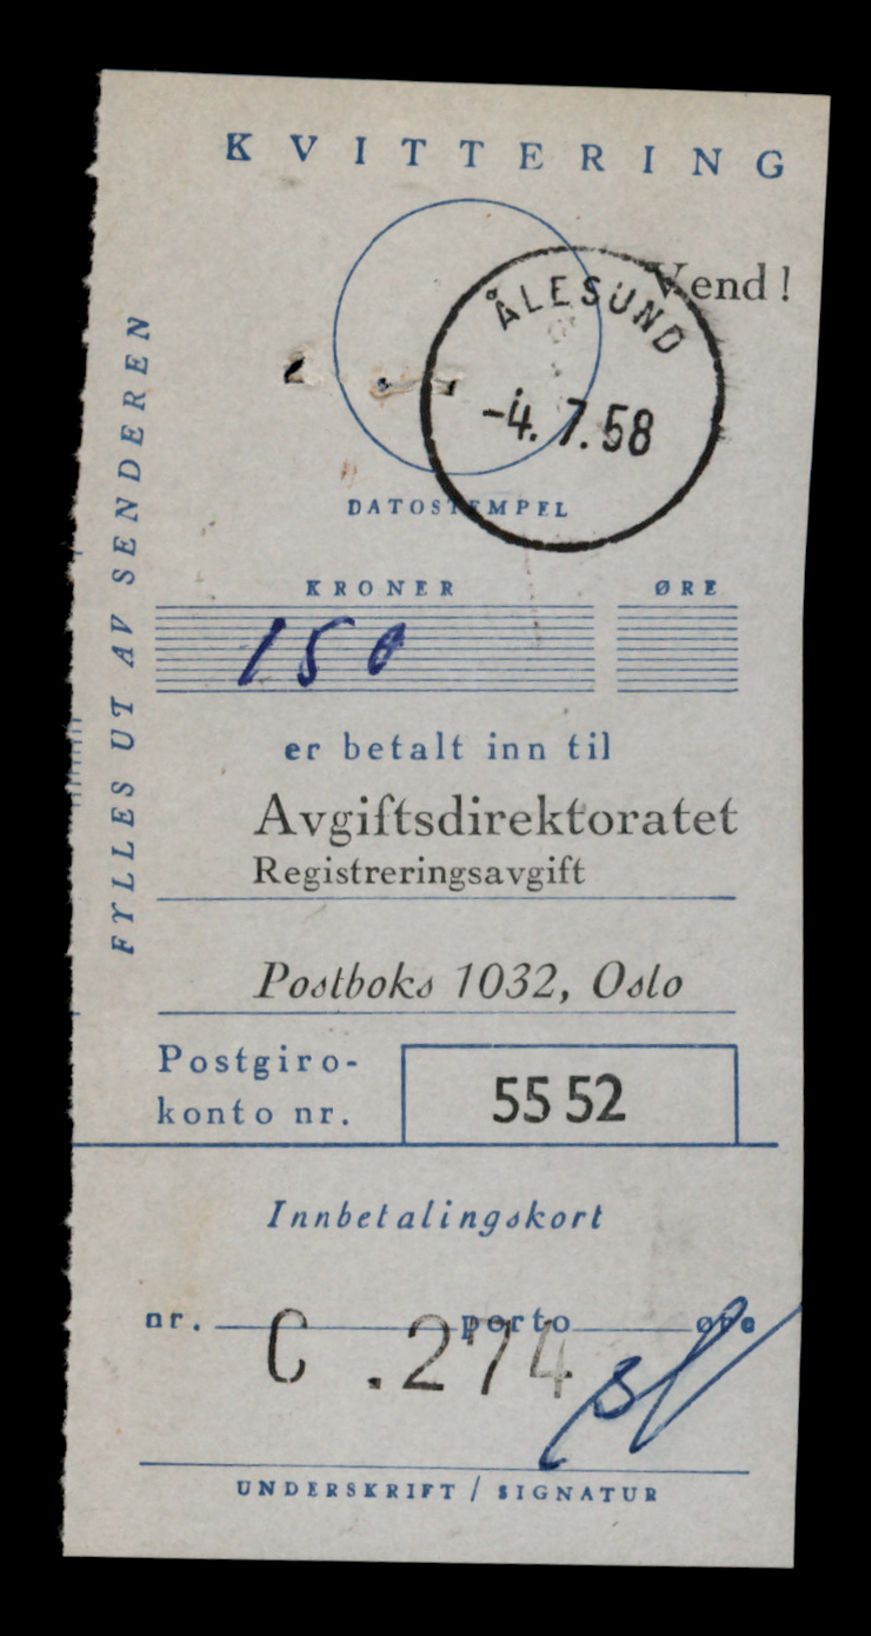 KVITTERING
Vend!
ÅLESUND
-4. 7. 58
DATOSTEMPEL
FYLLES UT AV SENDEREN
KRONER ØRE
150
er betalt inn til
Avgiftsdirektoratet
Registreringsavgift
Postboks 1032, Oslo
Postgiro-
konto nr.
55 52
Innbetalingskort
nr. porto øre
C .274
UNDERSKRIFT / SIGNATUR